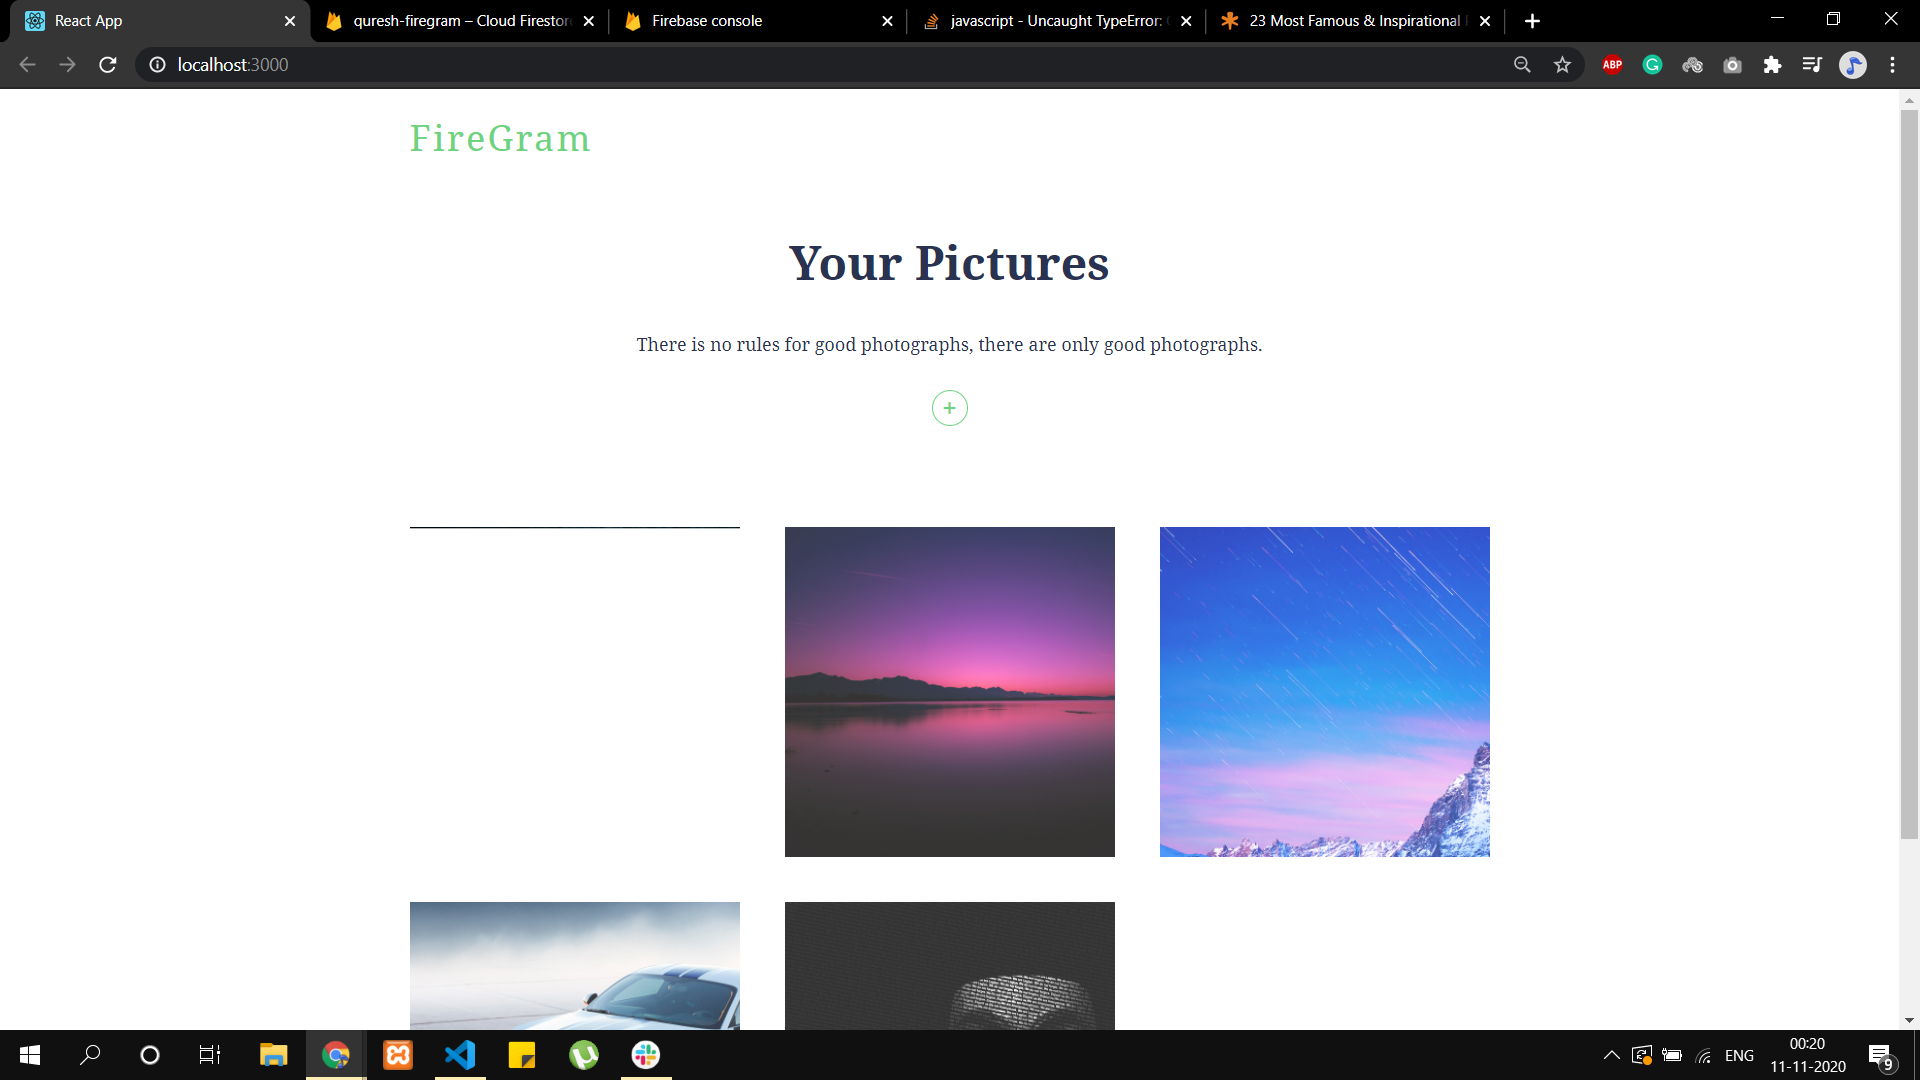 React App
quresh-firegram – Cloud Firestore
Firebase console
javascript - Uncaught TypeError:
23 Most Famous & Inspirational
localhost:3000
ABP
FireGram
Your Pictures
There is no rules for good photographs, there are only good photographs.
+
ENG
00:20
11-11-2020
9